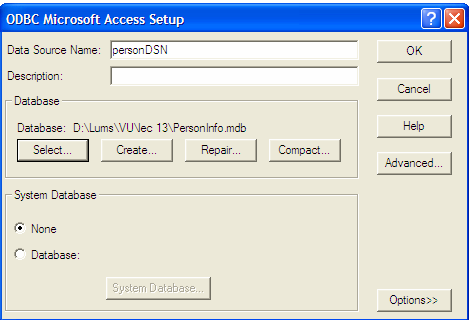 ODBC Microsoft Access Setup
Data Source Name: personDSN
OK
Description:
Cancel
Database
Database: D:\Lums\VU\lec 13\PersonInfo.mdb
Help
Select... Create... Repair... Compact...
Advanced...
System Database
None
Database:
System Database...
Options>>